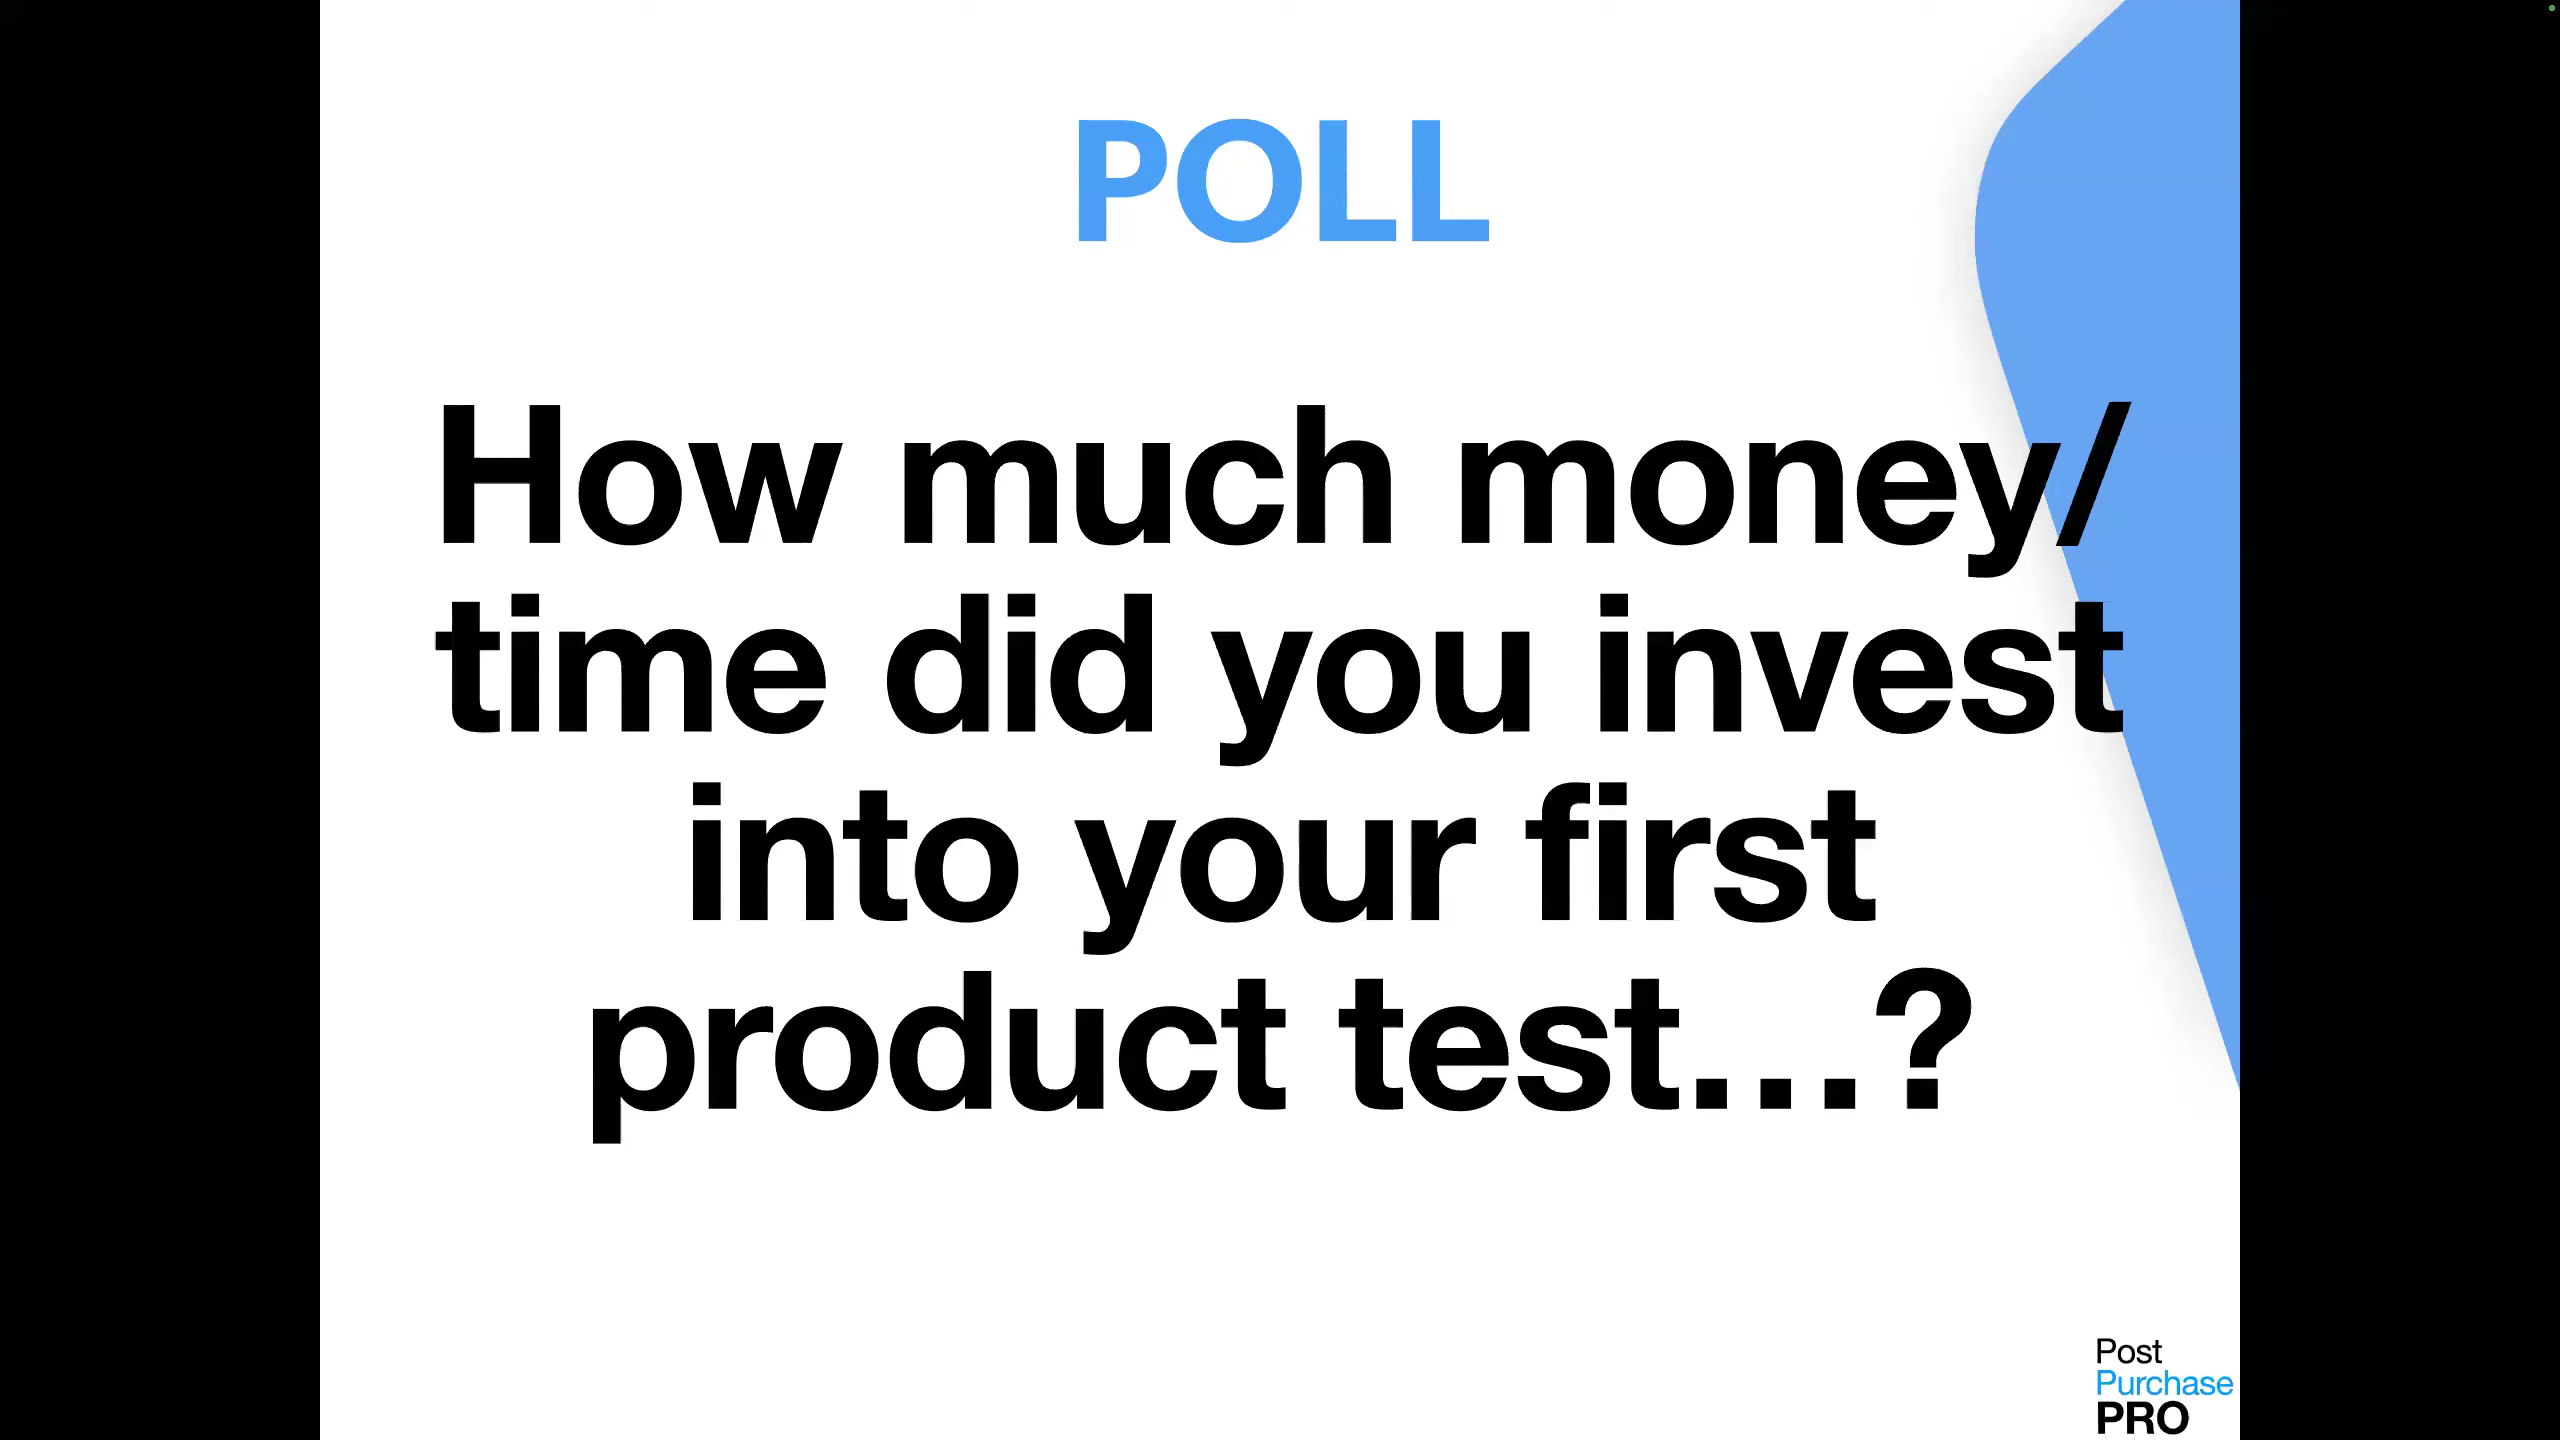 POLL
How much money/
time did you invest
into your first
product test...?
Post
Purchase
PRO